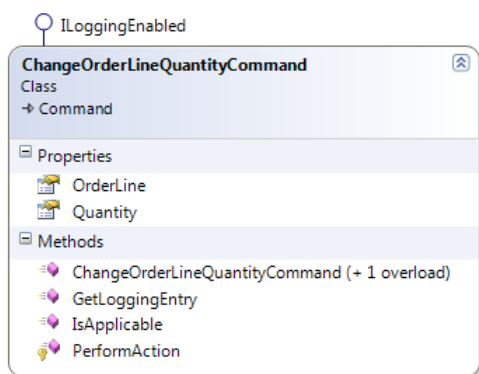 ILoggingEnabled
ChangeOrderLineQuantityCommand
Class
Command
Properties
OrderLine
Quantity
Methods
ChangeOrderLineQuantityCommand (+ 1 overload)
GetLoggingEntry
IsApplicable
PerformAction